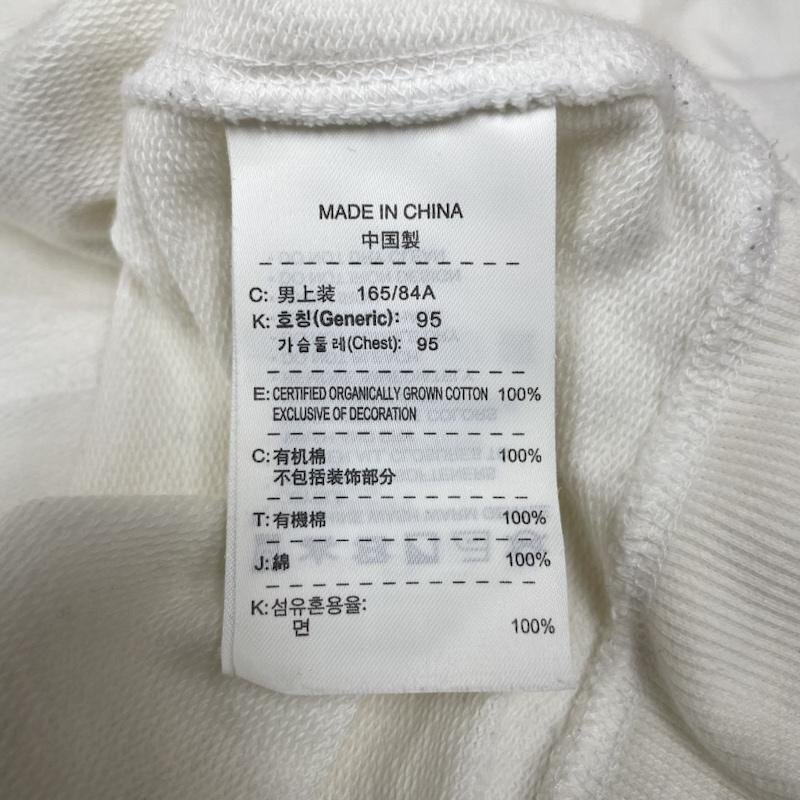 MADE IN CHINA
中国製
C: 男上装 165/84A
K: 호칭(Generic): 95
가슴둘레(Chest): 95
E: CERTIFIED ORGANICALLY GROWN COTTON 100%
EXCLUSIVE OF DECORATION
C: 有机棉 100%
不包括装饰部分
T: 有機棉 100%
J: 綿 100%
K: 섬유혼용율:
면 100%